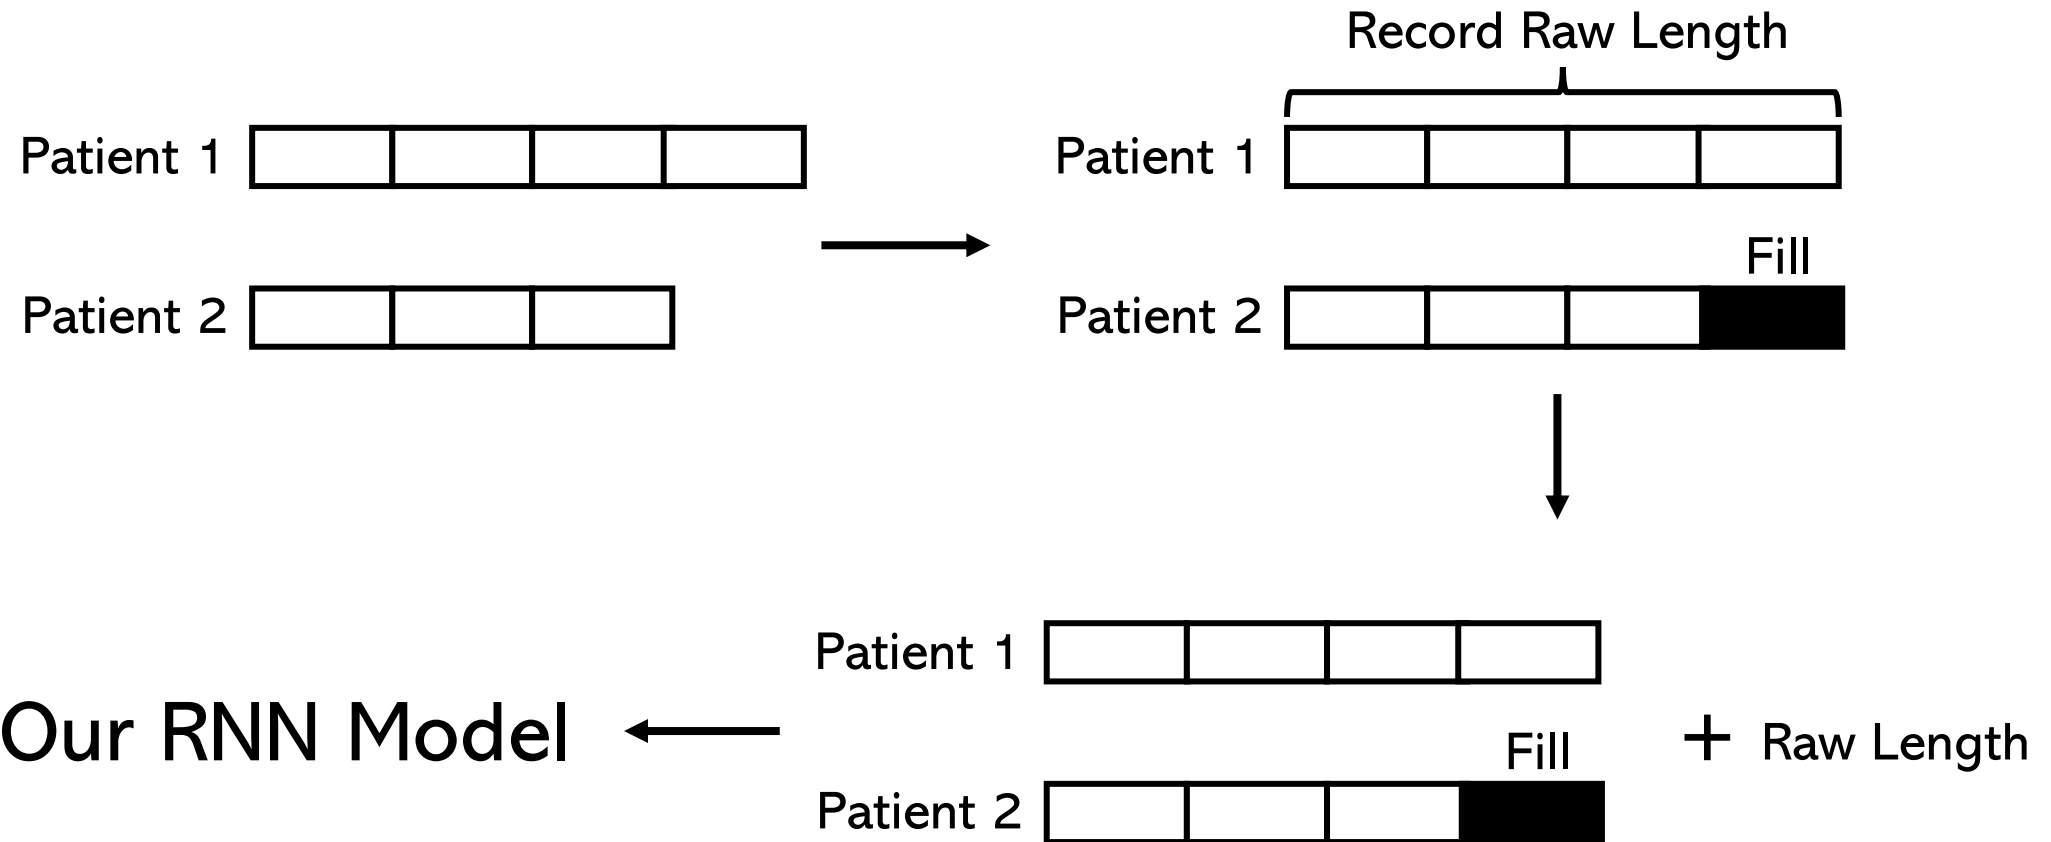 Record Raw Length
Patient 1
Patient 1
Fill
Patient 2
Patient 2
Patient 1
Our RNN Model
Fill
+ Raw Length
Patient 2